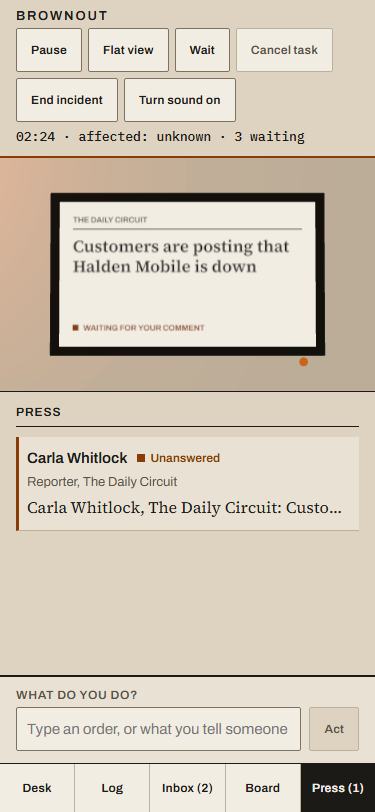 BROWNOUT
Pause
Flat view
Wait
Cancel task
End incident
Turn sound on
02:24 · affected: unknown · 3 waiting
THE DAILY CIRCUIT
Customers are posting that
Halden Mobile is down
WAITING FOR YOUR COMMENT
PRESS
Carla Whitlock
Unanswered
Reporter, The Daily Circuit
Carla Whitlock, The Daily Circuit: Custo...
WHAT DO YOU DO?
Type an order, or what you tell someone
Act
Desk
Log
Inbox (2)
Board
Press (1)